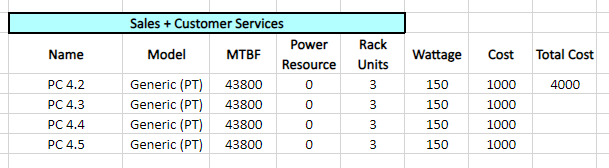 Sales + Customer Services
Name Model MTBF Power Resource Rack Units Wattage Cost Total Cost
PC 4.2 Generic (PT) 43800 0 3 150 1000 4000
PC 4.3 Generic (PT) 43800 0 3 150 1000
PC 4.4 Generic (PT) 43800 0 3 150 1000
PC 4.5 Generic (PT) 43800 0 3 150 1000